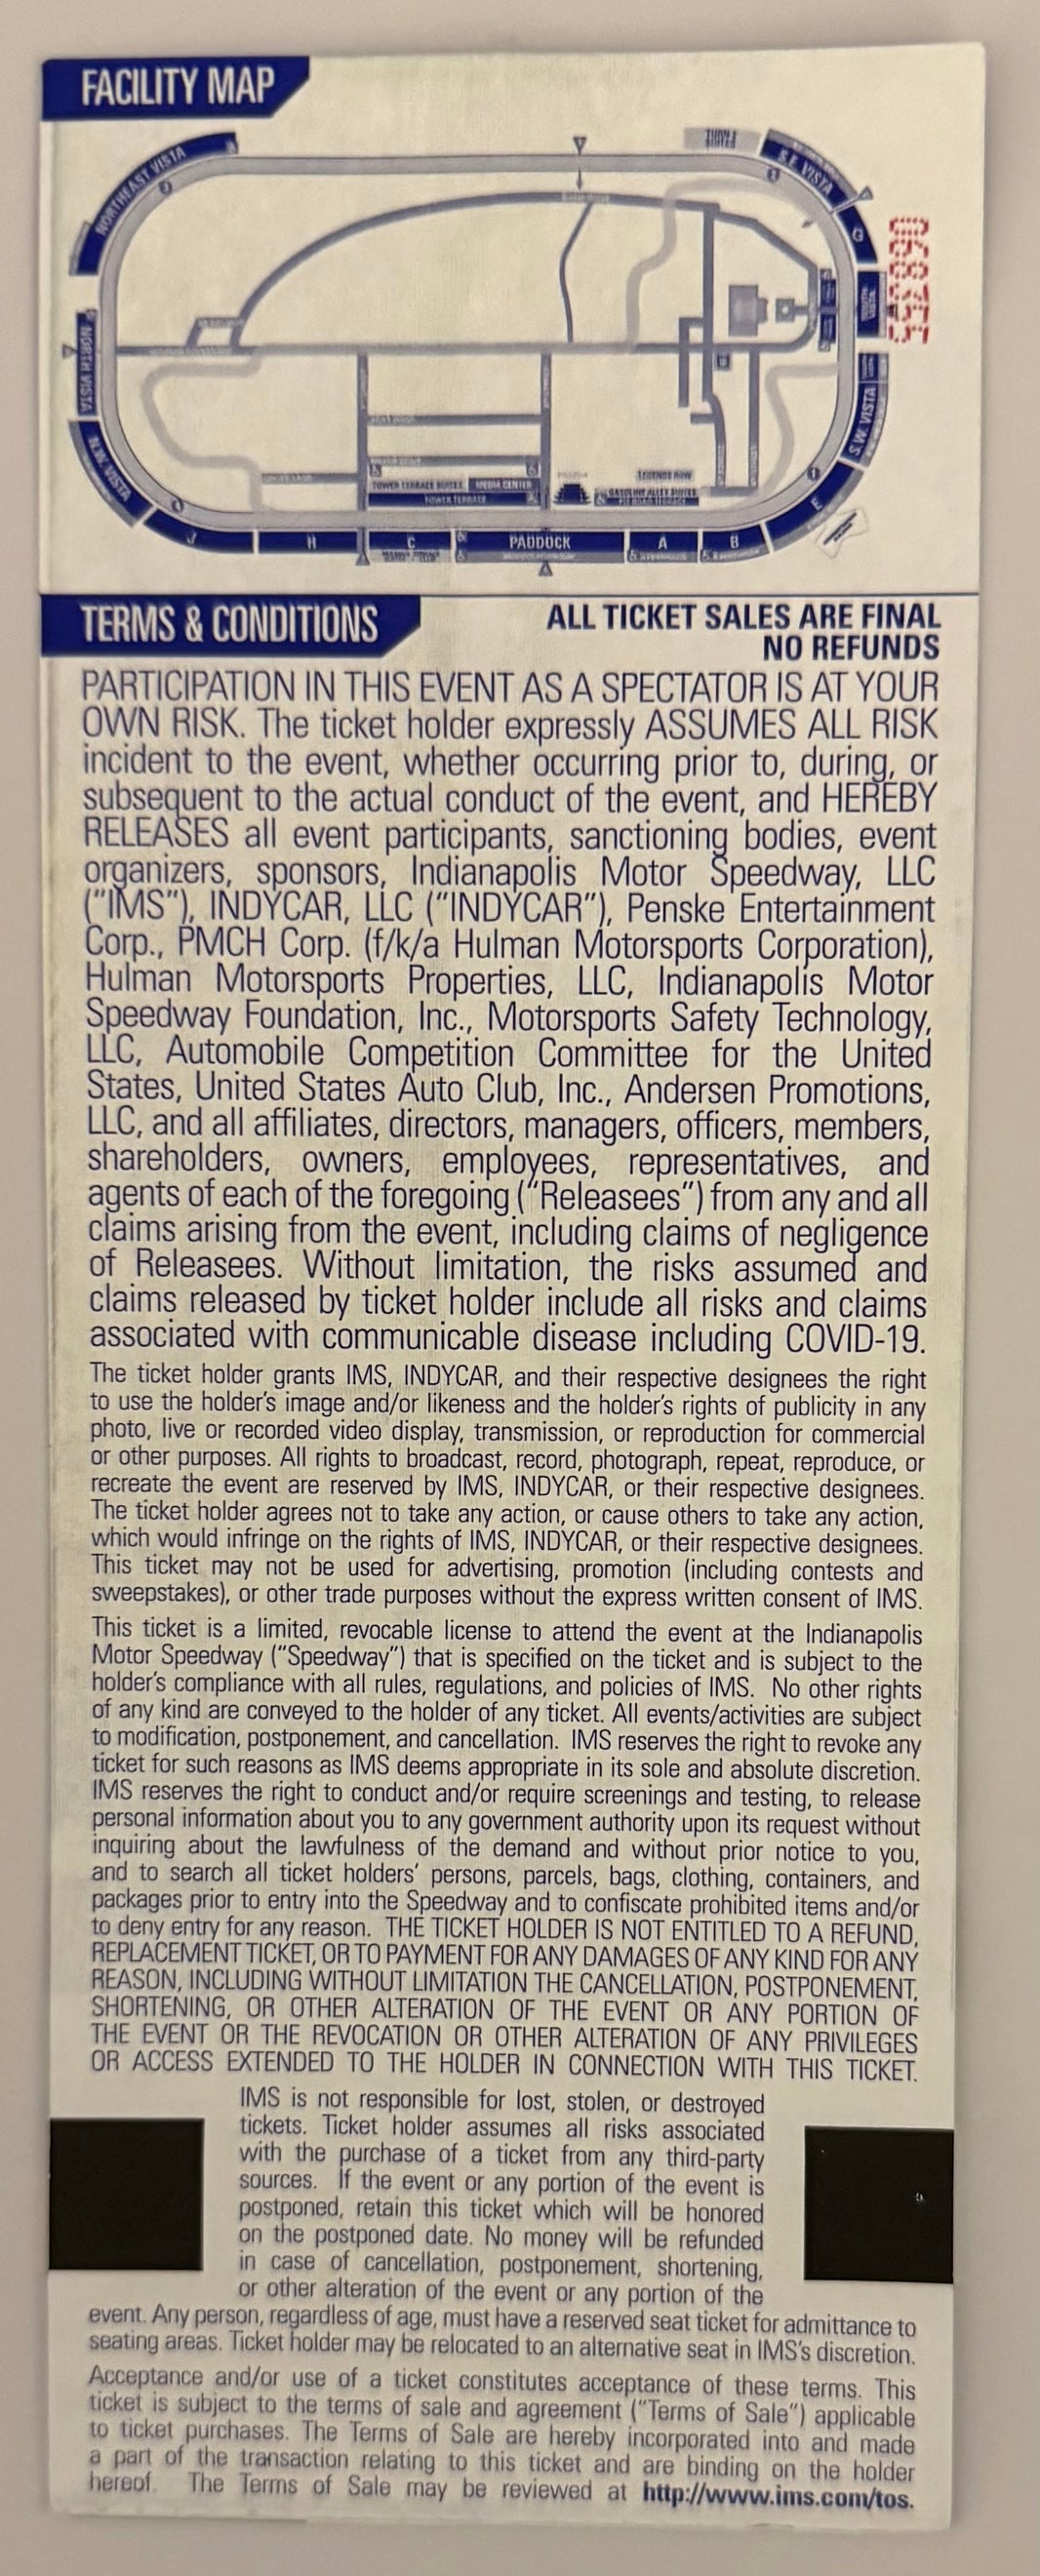 FACILITY MAP
NORTHEAST VISTA
S.E. VISTA
G
NORTH VISTA
S.W. VISTA
N.W. VISTA
E
J
H
C
PADDOCK
A
B
TOWER TERRACE SUITES
MEDIA CENTER
TOWER TERRACE
LEGENDS ROW
GASOLINE ALLEY SUITES
TERMS & CONDITIONS
ALL TICKET SALES ARE FINAL
NO REFUNDS
PARTICIPATION IN THIS EVENT AS A SPECTATOR IS AT YOUR
OWN RISK. The ticket holder expressly ASSUMES ALL RISK
incident to the event, whether occurring prior to, during, or
subsequent to the actual conduct of the event, and HEREBY
RELEASES all event participants, sanctioning bodies, event
organizers, sponsors, Indianapolis Motor Speedway, LLC
("IMS"), INDYCAR, LLC ("INDYCAR"), Penske Entertainment
Corp., PMCH Corp. (f/k/a Hulman Motorsports Corporation),
Hulman Motorsports Properties, LLC, Indianapolis Motor
Speedway Foundation, Inc., Motorsports Safety Technology,
LLC, Automobile Competition Committee for the United
States, United States Auto Club, Inc., Andersen Promotions,
LLC, and all affiliates, directors, managers, officers, members,
shareholders, owners, employees, representatives, and
agents of each of the foregoing ("Releasees") from any and all
claims arising from the event, including claims of negligence
of Releasees. Without limitation, the risks assumed and
claims released by ticket holder include all risks and claims
associated with communicable disease including COVID-19.
The ticket holder grants IMS, INDYCAR, and their respective designees the right
to use the holder's image and/or likeness and the holder's rights of publicity in any
photo, live or recorded video display, transmission, or reproduction for commercial
or other purposes. All rights to broadcast, record, photograph, repeat, reproduce, or
recreate the event are reserved by IMS, INDYCAR, or their respective designees.
The ticket holder agrees not to take any action, or cause others to take any action,
which would infringe on the rights of IMS, INDYCAR, or their respective designees.
This ticket may not be used for advertising, promotion (including contests and
sweepstakes), or other trade purposes without the express written consent of IMS.
This ticket is a limited, revocable license to attend the event at the Indianapolis
Motor Speedway ("Speedway") that is specified on the ticket and is subject to the
holder's compliance with all rules, regulations, and policies of IMS. No other rights
of any kind are conveyed to the holder of any ticket. All events/activities are subject
to modification, postponement, and cancellation. IMS reserves the right to revoke any
ticket for such reasons as IMS deems appropriate in its sole and absolute discretion.
IMS reserves the right to conduct and/or require screenings and testing, to release
personal information about you to any government authority upon its request without
inquiring about the lawfulness of the demand and without prior notice to you,
and to search all ticket holders' persons, parcels, bags, clothing, containers, and
packages prior to entry into the Speedway and to confiscate prohibited items and/or
to deny entry for any reason. THE TICKET HOLDER IS NOT ENTITLED TO A REFUND,
REPLACEMENT TICKET, OR TO PAYMENT FOR ANY DAMAGES OF ANY KIND FOR ANY
REASON, INCLUDING WITHOUT LIMITATION THE CANCELLATION, POSTPONEMENT,
SHORTENING, OR OTHER ALTERATION OF THE EVENT OR ANY PORTION OF
THE EVENT OR THE REVOCATION OR OTHER ALTERATION OF ANY PRIVILEGES
OR ACCESS EXTENDED TO THE HOLDER IN CONNECTION WITH THIS TICKET.
IMS is not responsible for lost, stolen, or destroyed
tickets. Ticket holder assumes all risks associated
with the purchase of a ticket from any third-party
sources. If the event or any portion of the event is
postponed, retain this ticket which will be honored
on the postponed date. No money will be refunded
in case of cancellation, postponement, shortening,
or other alteration of the event or any portion of the
event. Any person, regardless of age, must have a reserved seat ticket for admittance to
seating areas. Ticket holder may be relocated to an alternative seat in IMS's discretion.
Acceptance and/or use of a ticket constitutes acceptance of these terms. This
ticket is subject to the terms of sale and agreement ("Terms of Sale") applicable
to ticket purchases. The Terms of Sale are hereby incorporated into and made
a part of the transaction relating to this ticket and are binding on the holder
hereof. The Terms of Sale may be reviewed at http://www.ims.com/tos.